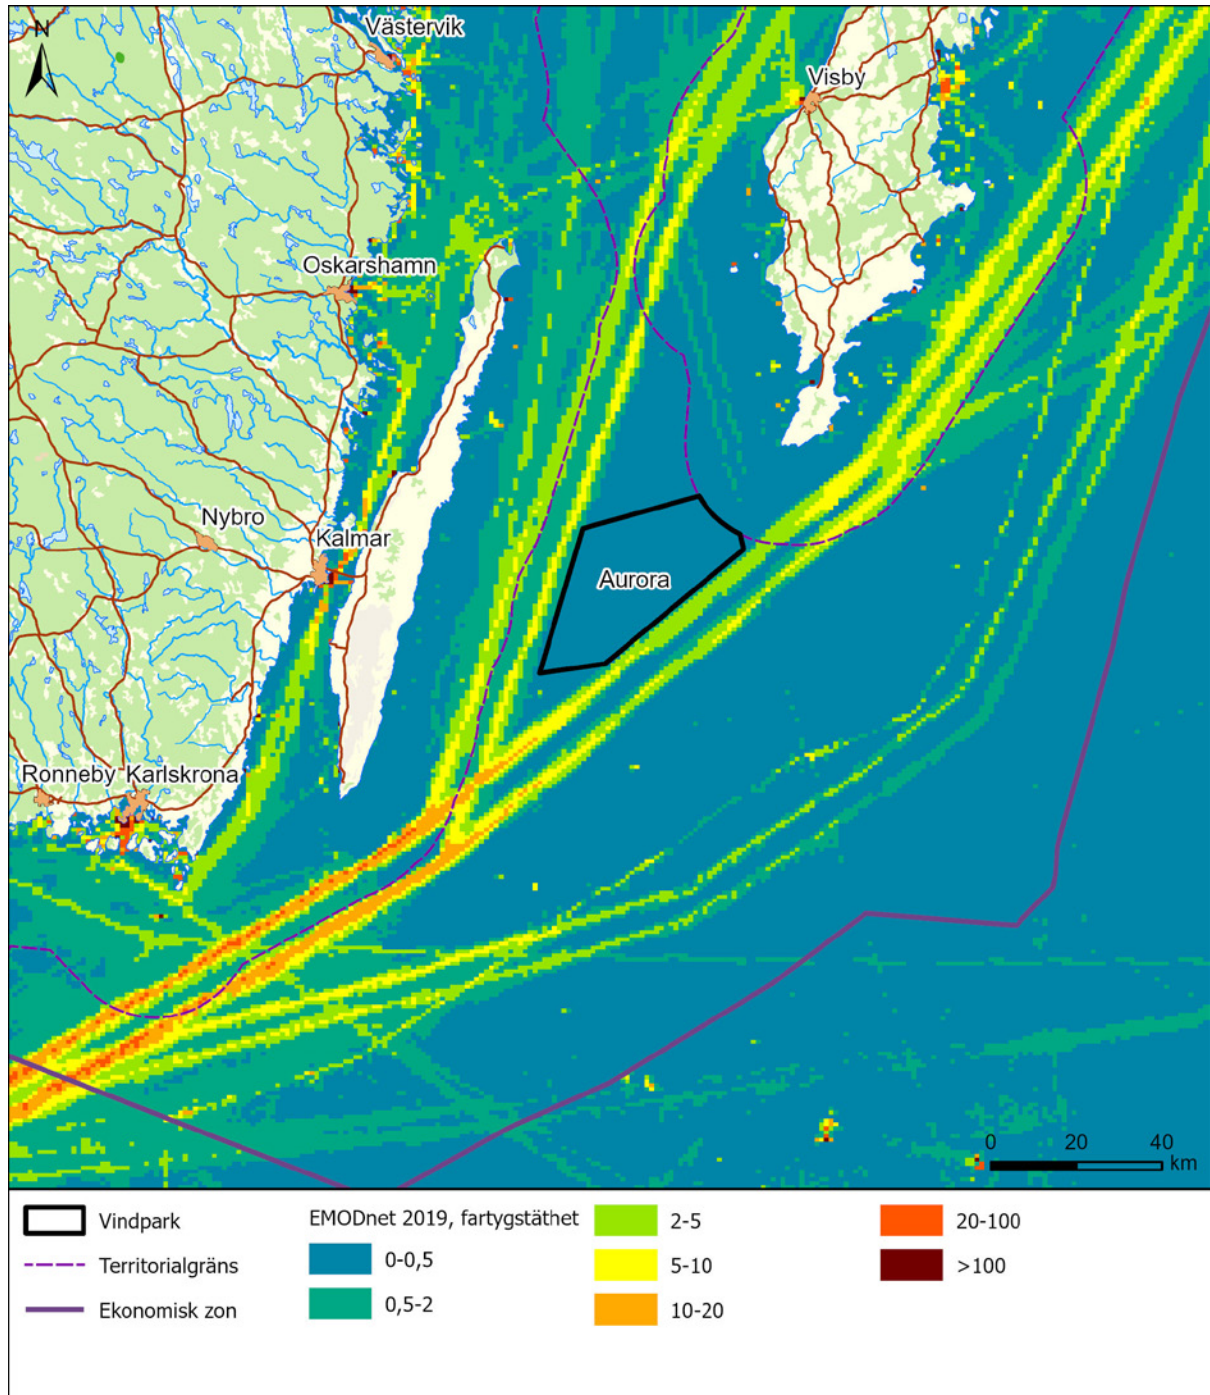 N
Västervik
Visby
Oskarshamn
Nybro
Kalmar
Aurora
Ronneby
Karlskrona
0 20 40
km
Vindpark
Territorialgräns
Ekonomisk zon
EMODnet 2019, fartygstäthet
0-0,5
0,5-2
2-5
5-10
10-20
20-100
>100